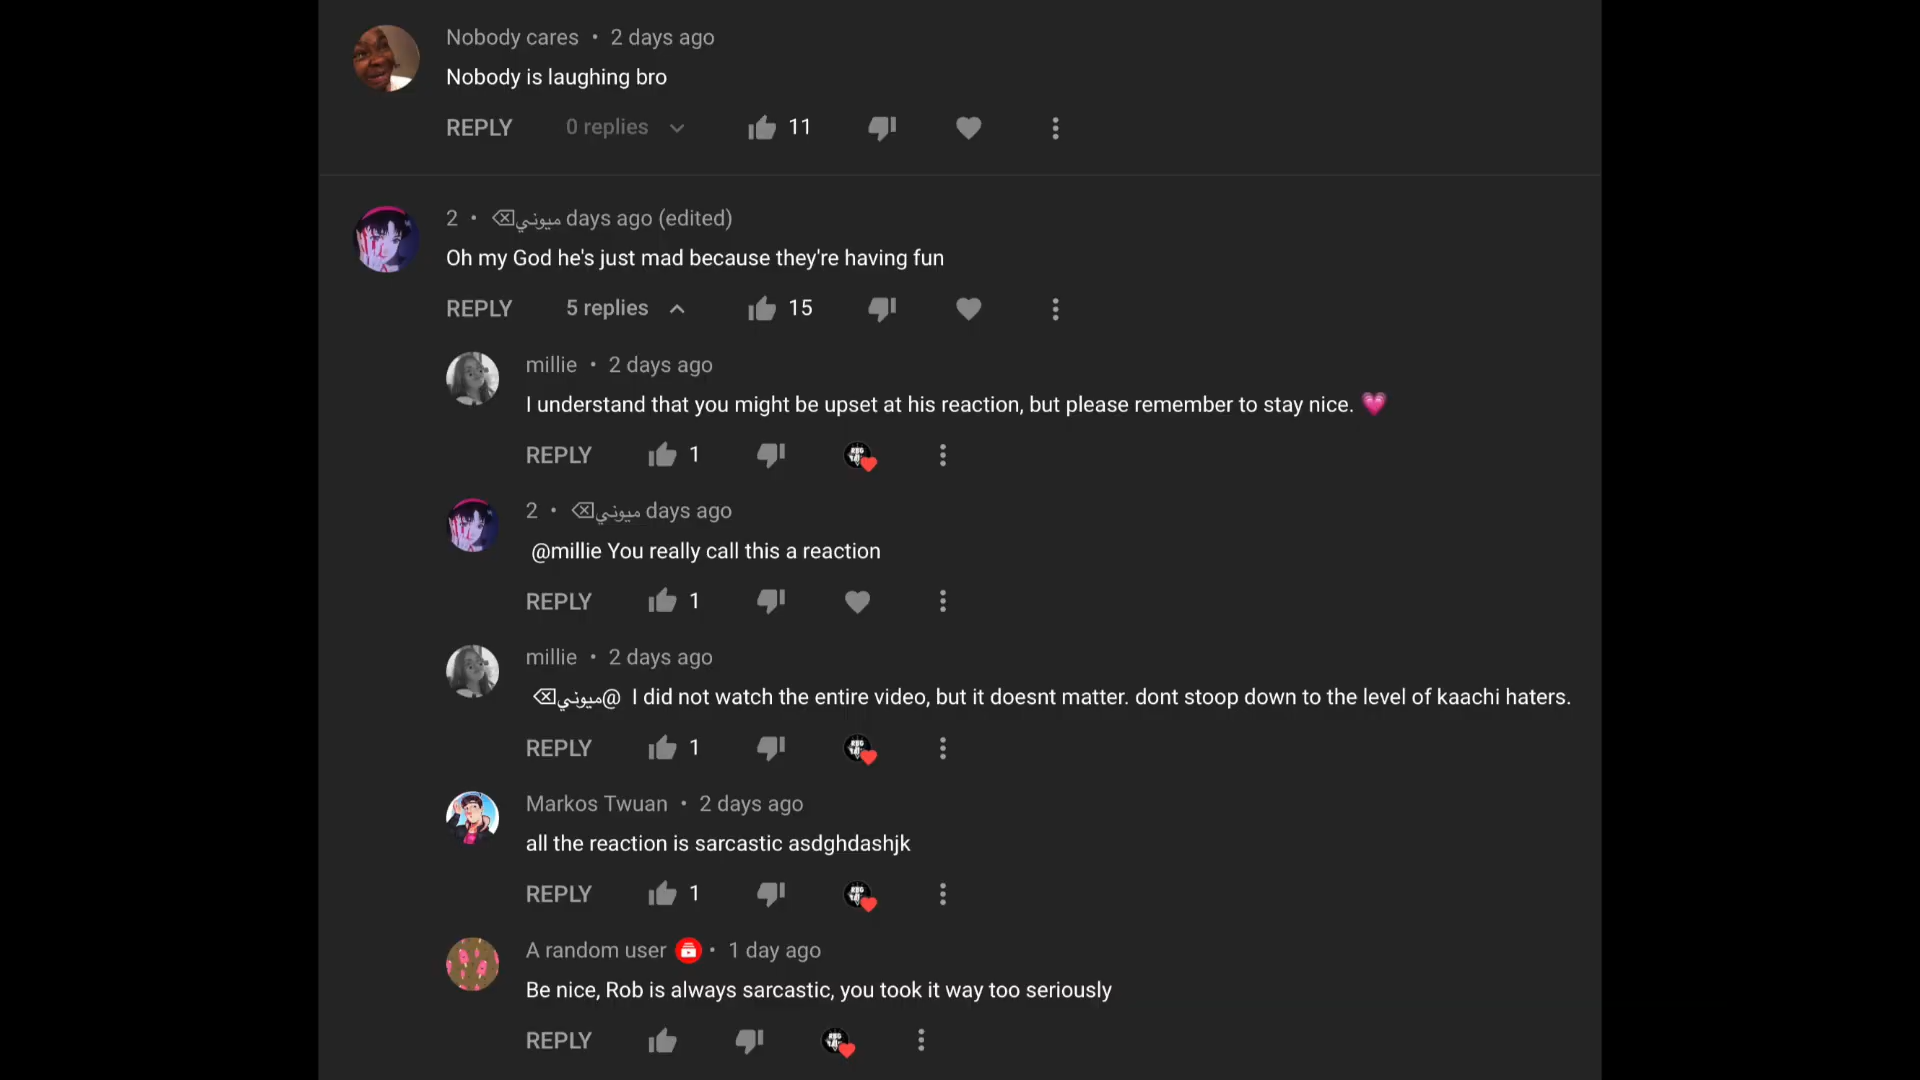 Nobody cares • 2 days ago
Nobody is laughing bro
REPLY 0 replies 11
2 • ⌫ميوني days ago (edited)
Oh my God he's just mad because they're having fun
REPLY 5 replies 15
millie • 2 days ago
I understand that you might be upset at his reaction, but please remember to stay nice. 💗
REPLY 1
2 • ⌫ميوني days ago
@millie You really call this a reaction
REPLY 1
millie • 2 days ago
⌫ميوني@ I did not watch the entire video, but it doesnt matter. dont stoop down to the level of kaachi haters.
REPLY 1
Markos Twuan • 2 days ago
all the reaction is sarcastic asdghdashjk
REPLY 1
A random user • 1 day ago
Be nice, Rob is always sarcastic, you took it way too seriously
REPLY